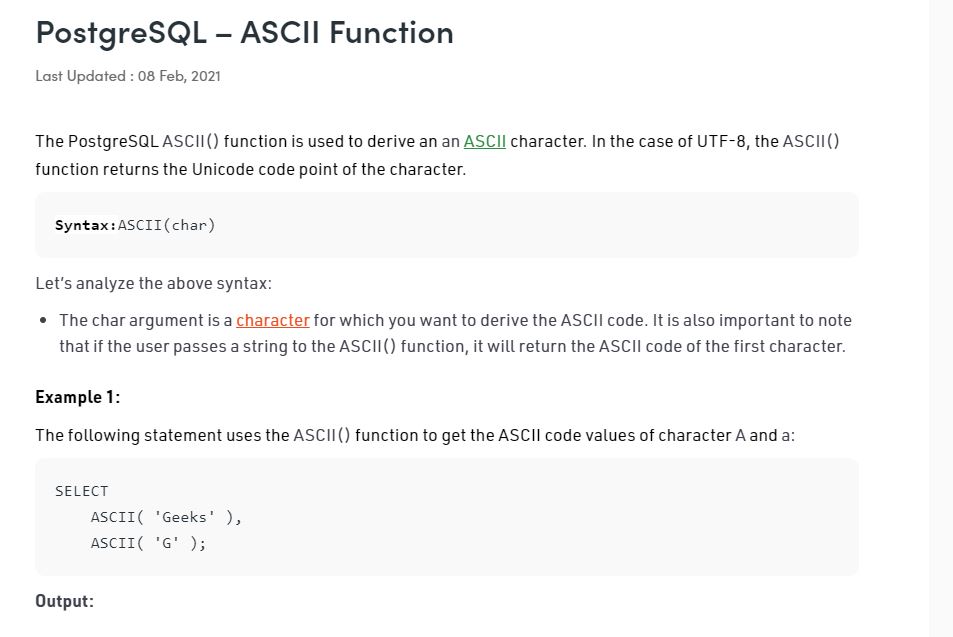 PostgreSQL – ASCII Function
Last Updated : 08 Feb, 2021
The PostgreSQL ASCII() function is used to derive an an ASCII character. In the case of UTF-8, the ASCII()
function returns the Unicode code point of the character.
Syntax:ASCII(char)
Let’s analyze the above syntax:
• The char argument is a character for which you want to derive the ASCII code. It is also important to note
that if the user passes a string to the ASCII() function, it will return the ASCII code of the first character.
Example 1:
The following statement uses the ASCII() function to get the ASCII code values of character A and a:
SELECT
    ASCII( 'Geeks' ),
    ASCII( 'G' );
Output: